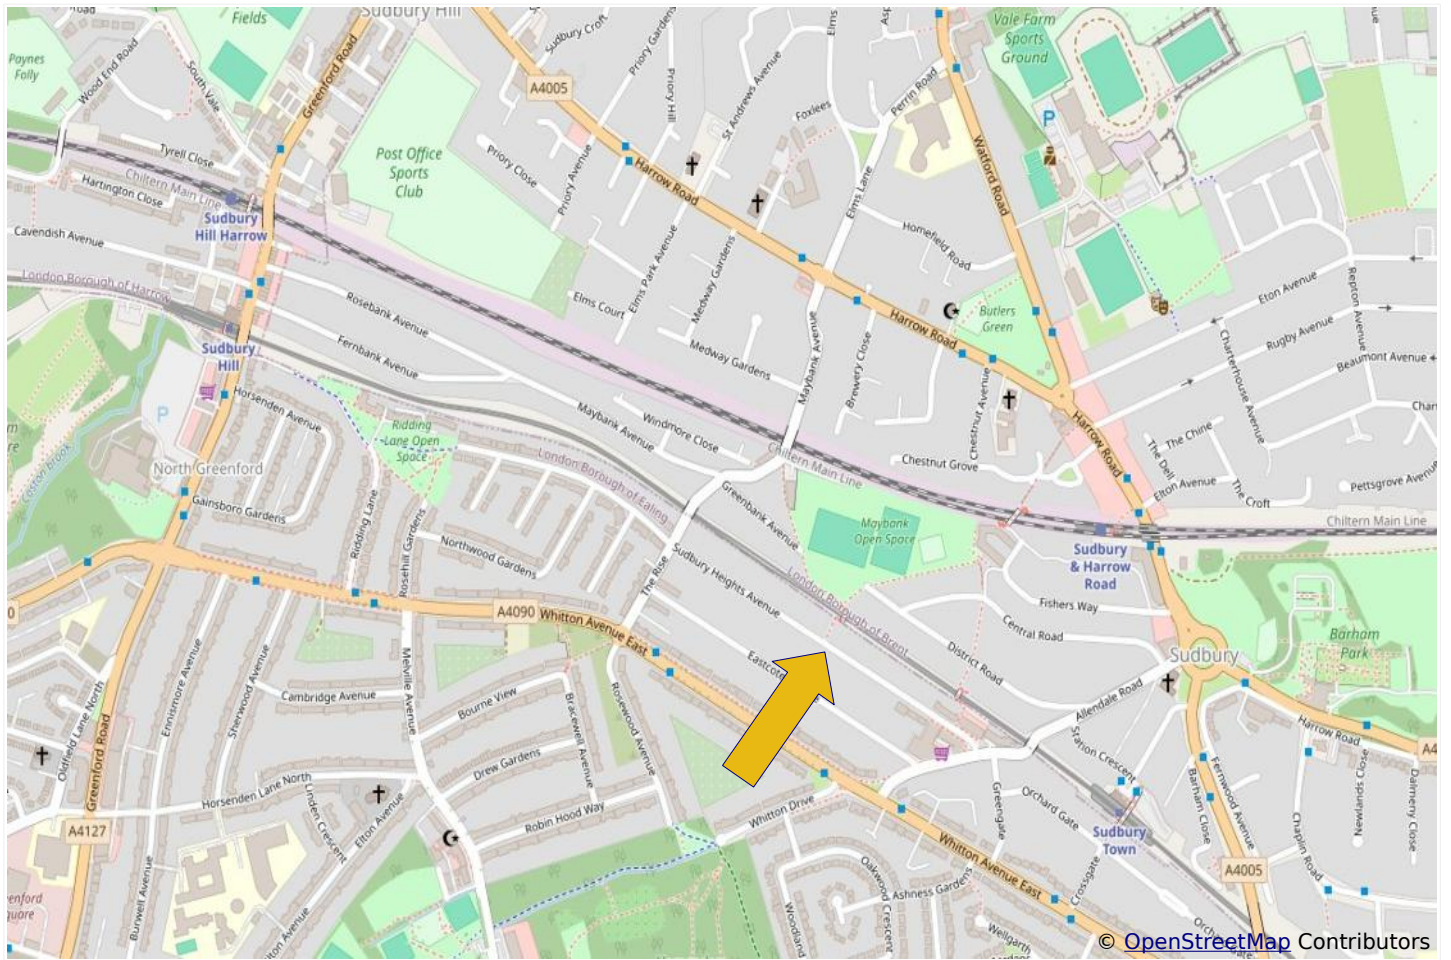 Sudbury Hill
Fields
Sudbury Croft
Priory Gardens
Elms
Vale Farm
Sports
Ground
Paynes
Folly
Wood End Road
South Vale
Greenford Road
A4005
Priory Hill
St Andrews Avenue
Foxlees
Perrin Road
P
Tyrell Close
Post Office
Sports
Club
Priory Close
Priory Avenue
Harrow Road
Watford Road
Elms Lane
Chiltern Main Line
Hartington Close
Sudbury
Hill Harrow
Cavendish Avenue
Homefield Road
Elms Park Avenue
Medway Gardens
London Borough of Harrow
Rosebank Avenue
Elms Court
Harrow Road
Butlers
Green
Eton Avenue
Repton Avenue
Rugby Avenue
Beaumont Avenue
Charterhouse Avenue
Sudbury
Hill
Fernbank Avenue
Medway Gardens
Maybank Avenue
Brewery Close
Chestnut Avenue
Horsenden Avenue
P
Ridding
Lane Open
Space
Maybank Avenue
Windmore Close
Harrow Road
The Chine
The Dell
Chestnut Grove
Chiltern Main Line
North Greenford
London Borough of Ealing
Elton Avenue
The Croft
Pettsgrove Avenue
Costons Brook
Gainsboro Gardens
Ridding Lane
Rosehill Gardens
Greenbank Avenue
Maybank
Open Space
Chiltern Main Line
Northwood Gardens
The Rise
Sudbury Heights Avenue
London Borough of Brent
Sudbury
& Harrow
Road
Fishers Way
Central Road
District Road
A4090
Whitton Avenue East
Eastcote
Sudbury
Barham
Park
Oldfield Lane North
Ennismore Avenue
Sherwood Avenue
Melville Avenue
Cambridge Avenue
Bourne View
Bracewell Avenue
Rosewood Avenue
Allendale Road
Station Crescent
Harrow Road
A4
Greenford Road
Drew Gardens
Horsenden Lane North
Linden Crescent
Elton Avenue
Robin Hood Way
Whitton Drive
Greengate
Orchard Gate
Barham Close
Fernwood Avenue
Chaplin Road
Newlands Close
Dalmeny Close
A4127
Sudbury
Town
Whitton Avenue East
Burwell Avenue
Oakwood Crescent
Ashness Gardens
Crossgate
A4005
Woodland
Wellgarth
© OpenStreetMap Contributors